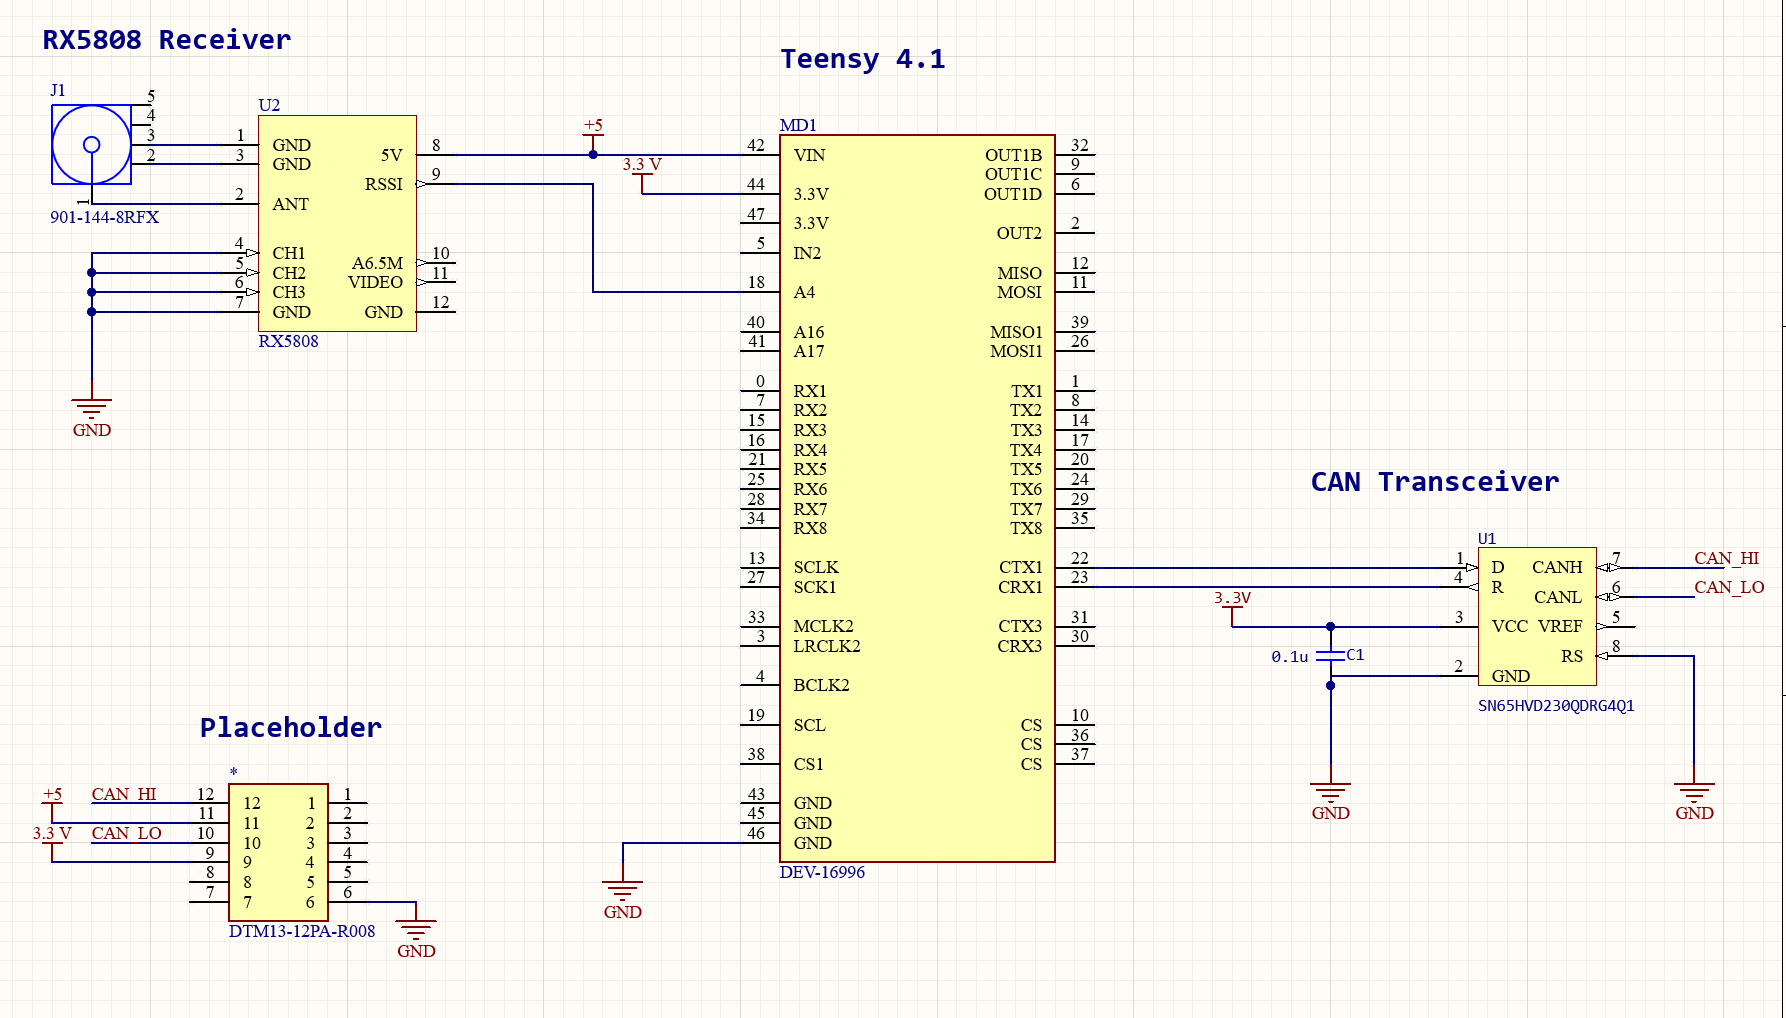 RX5808 Receiver
J1
5
4
3
2
1
901-144-8RFX
U2
1 GND
3 GND
2 ANT
4 CH1
5 CH2
6 CH3
7 GND
5V 8
RSSI 9
A6.5M 10
VIDEO 11
GND 12
RX5808
GND
+5
3.3 V
Teensy 4.1
MD1
42 VIN OUT1B 32
OUT1C 9
44 3.3V OUT1D 6
47 3.3V
OUT2 2
5 IN2
MISO 12
18 A4 MOSI 11
40 A16 MISO1 39
41 A17 MOSI1 26
0 RX1 TX1 1
7 RX2 TX2 8
15 RX3 TX3 14
16 RX4 TX4 17
21 RX5 TX5 20
25 RX6 TX6 24
28 RX7 TX7 29
34 RX8 TX8 35
13 SCLK CTX1 22
27 SCK1 CRX1 23
33 MCLK2 CTX3 31
3 LRCLK2 CRX3 30
4 BCLK2
19 SCL CS 10
CS 36
38 CS1 CS 37
43 GND
45 GND
46 GND
DEV-16996
GND
CAN Transceiver
U1
1 D CANH 7 CAN_HI
4 R
CANL 6 CAN_LO
3.3V
3 VCC VREF 5
0.1u C1
RS 8
2 GND
SN65HVD230QDRG4Q1
GND
GND
Placeholder
*
+5 CAN_HI 12 12 1 1
11 11 2 2
3.3 V CAN_LO 10 10 3 3
9 9 4 4
8 8 5 5
7 7 6 6
DTM13-12PA-R008
GND